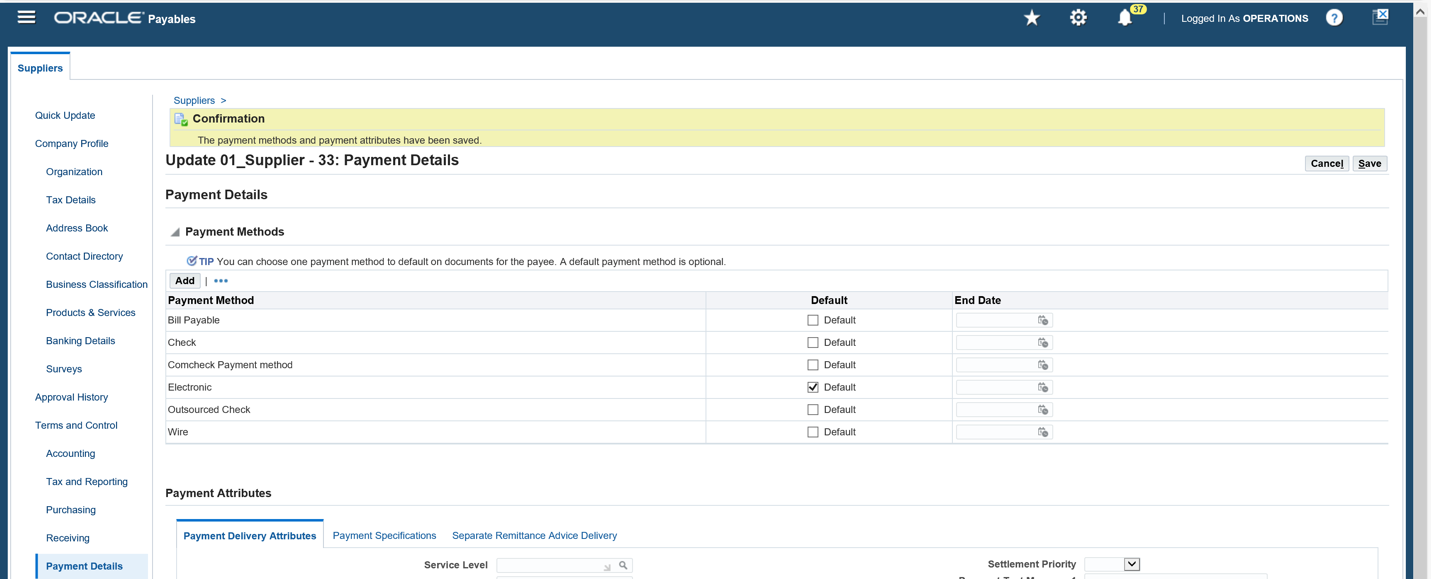 ORACLE Payables
37
Logged In As OPERATIONS
?
Suppliers
Quick Update
Company Profile
Organization
Tax Details
Address Book
Contact Directory
Business Classification
Products & Services
Banking Details
Surveys
Approval History
Terms and Control
Accounting
Tax and Reporting
Purchasing
Receiving
Payment Details
Suppliers >
Confirmation
The payment methods and payment attributes have been saved.
Update 01_Supplier - 33: Payment Details
Cancel Save
Payment Details
Payment Methods
TIP You can choose one payment method to default on documents for the payee. A default payment method is optional.
Add | •••
Payment Method Default End Date
Bill Payable Default
Check Default
Comcheck Payment method Default
Electronic Default
Outsourced Check Default
Wire Default
Payment Attributes
Payment Delivery Attributes Payment Specifications Separate Remittance Advice Delivery
Service Level Settlement Priority